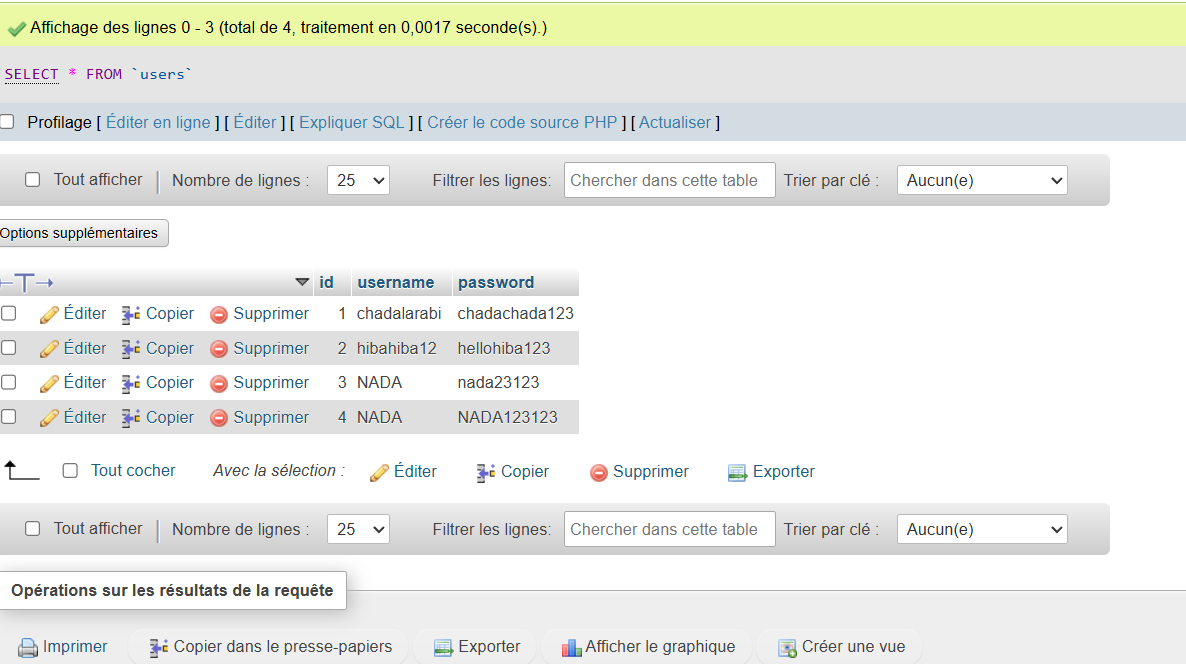 Affichage des lignes 0 - 3 (total de 4, traitement en 0,0017 seconde(s).)
SELECT * FROM `users`
Profilage [ Éditer en ligne ] [ Éditer ] [ Expliquer SQL ] [ Créer le code source PHP ] [ Actualiser ]
Tout afficher | Nombre de lignes : 25 Filtrer les lignes: Chercher dans cette table Trier par clé : Aucun(e)
Options supplémentaires
id username password
Éditer Copier Supprimer 1 chadalarabi chadachada123
Éditer Copier Supprimer 2 hibahiba12 hellohiba123
Éditer Copier Supprimer 3 NADA nada23123
Éditer Copier Supprimer 4 NADA NADA123123
Tout cocher Avec la sélection : Éditer Copier Supprimer Exporter
Tout afficher | Nombre de lignes : 25 Filtrer les lignes: Chercher dans cette table Trier par clé : Aucun(e)
Opérations sur les résultats de la requête
Imprimer Copier dans le presse-papiers Exporter Afficher le graphique Créer une vue